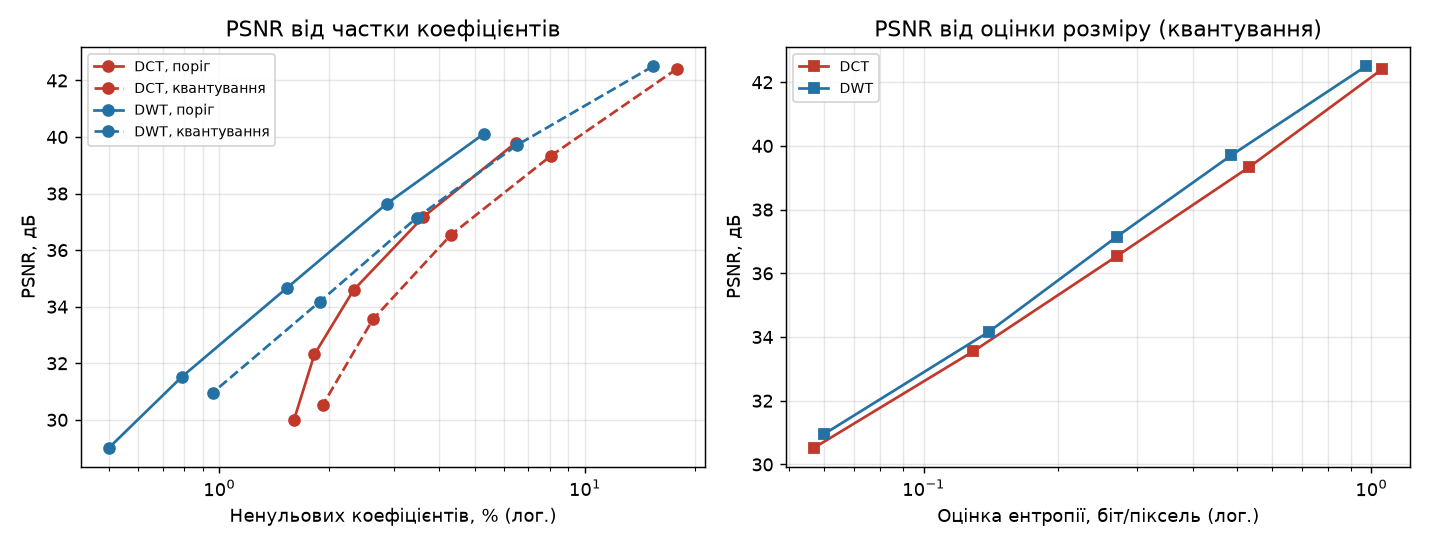 PSNR від частки коефіцієнтів
DCT, поріг
DCT, квантування
DWT, поріг
DWT, квантування
PSNR, дБ
42
40
38
36
34
32
30
10⁰
10¹
Ненульових коефіцієнтів, % (лог.)
PSNR від оцінки розміру (квантування)
DCT
DWT
PSNR, дБ
42
40
38
36
34
32
30
10⁻¹
10⁰
Оцінка ентропії, біт/піксель (лог.)